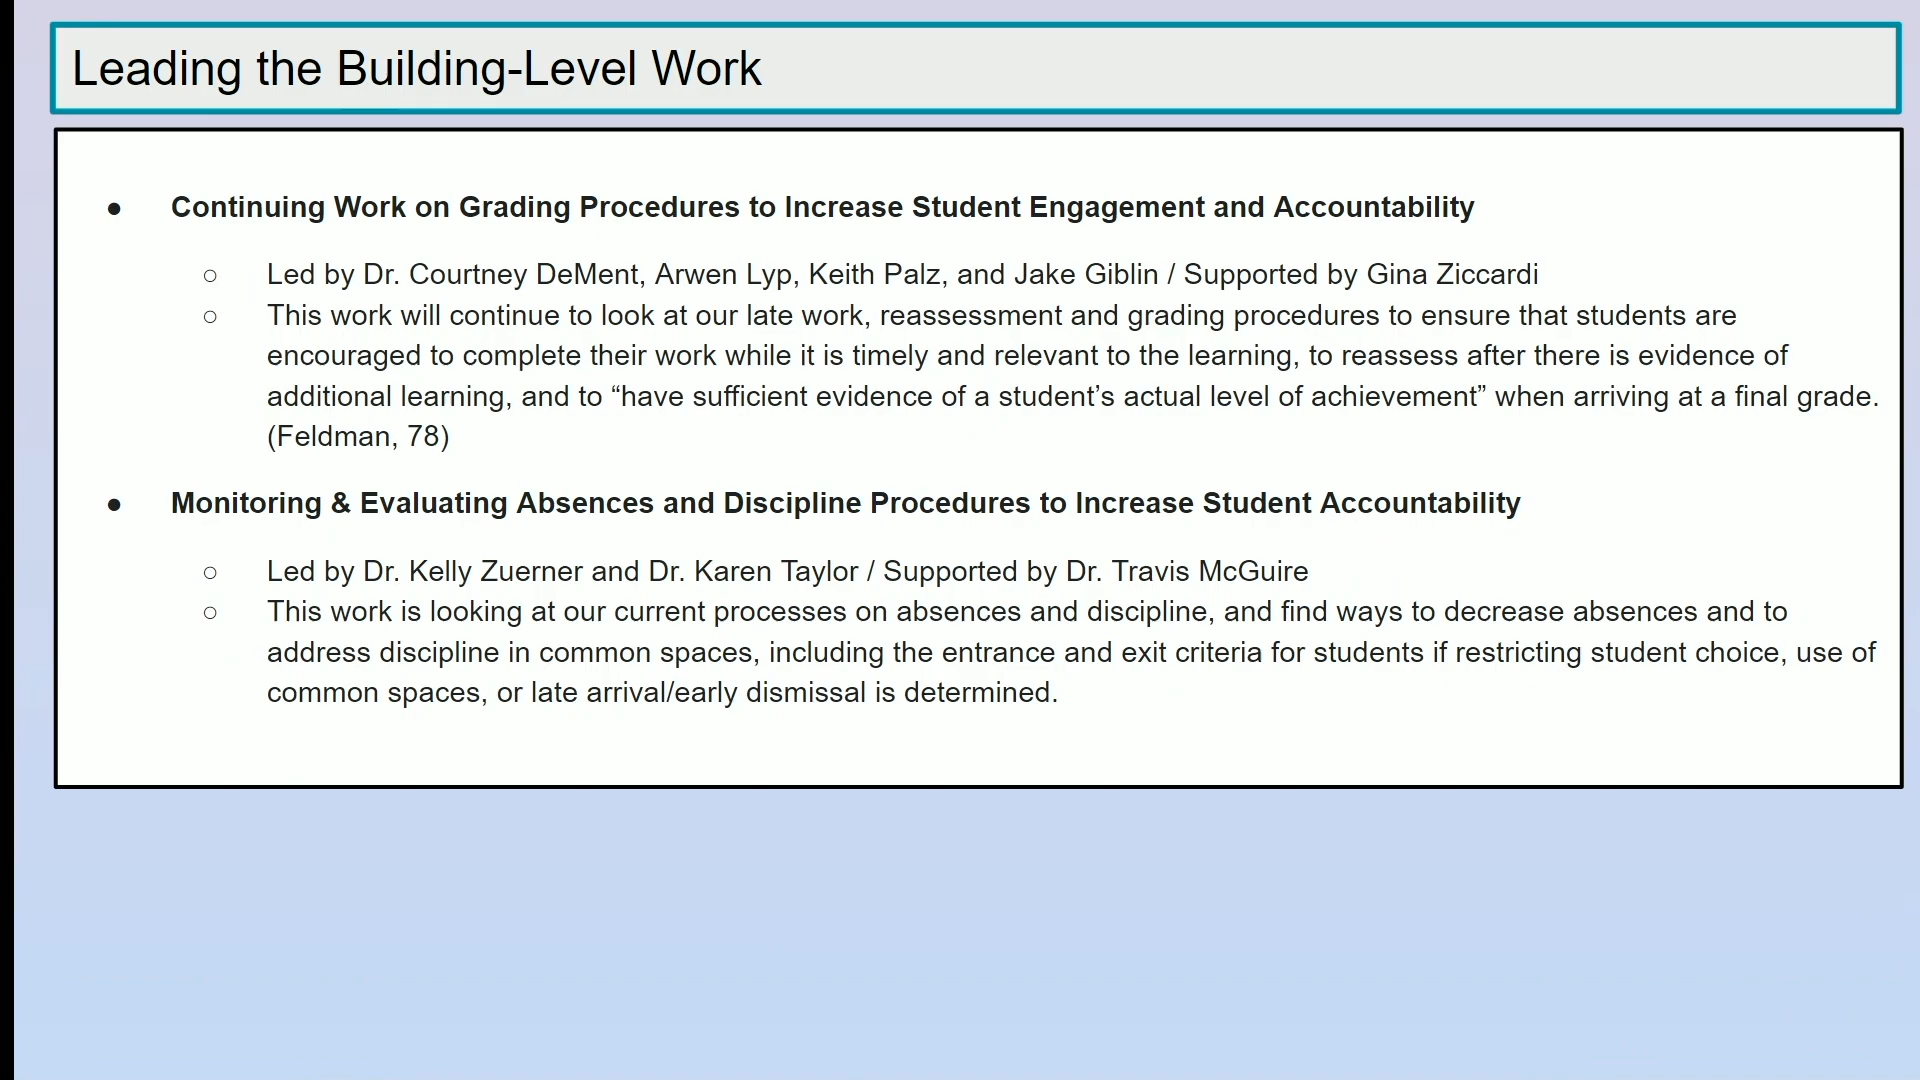 Leading the Building-Level Work
● Continuing Work on Grading Procedures to Increase Student Engagement and Accountability
○ Led by Dr. Courtney DeMent, Arwen Lyp, Keith Palz, and Jake Giblin / Supported by Gina Ziccardi
○ This work will continue to look at our late work, reassessment and grading procedures to ensure that students are
encouraged to complete their work while it is timely and relevant to the learning, to reassess after there is evidence of
additional learning, and to “have sufficient evidence of a student’s actual level of achievement” when arriving at a final grade.
(Feldman, 78)
● Monitoring & Evaluating Absences and Discipline Procedures to Increase Student Accountability
○ Led by Dr. Kelly Zuerner and Dr. Karen Taylor / Supported by Dr. Travis McGuire
○ This work is looking at our current processes on absences and discipline, and find ways to decrease absences and to
address discipline in common spaces, including the entrance and exit criteria for students if restricting student choice, use of
common spaces, or late arrival/early dismissal is determined.